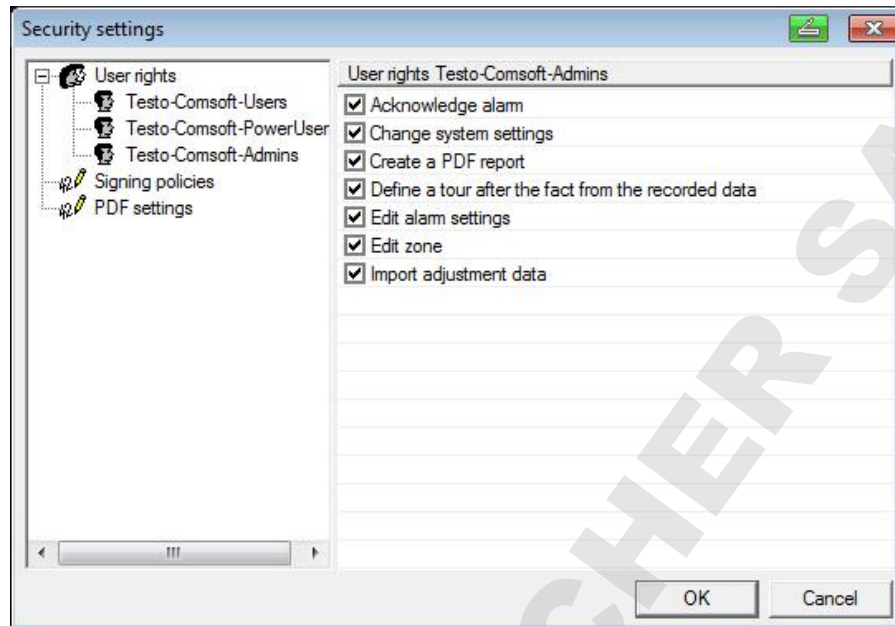 Security settings
User rights
Testo-Comsoft-Users
Testo-Comsoft-PowerUser
Testo-Comsoft-Admins
Signing policies
PDF settings
User rights Testo-Comsoft-Admins
Acknowledge alarm
Change system settings
Create a PDF report
Define a tour after the fact from the recorded data
Edit alarm settings
Edit zone
Import adjustment data
OK
Cancel
CHER SA